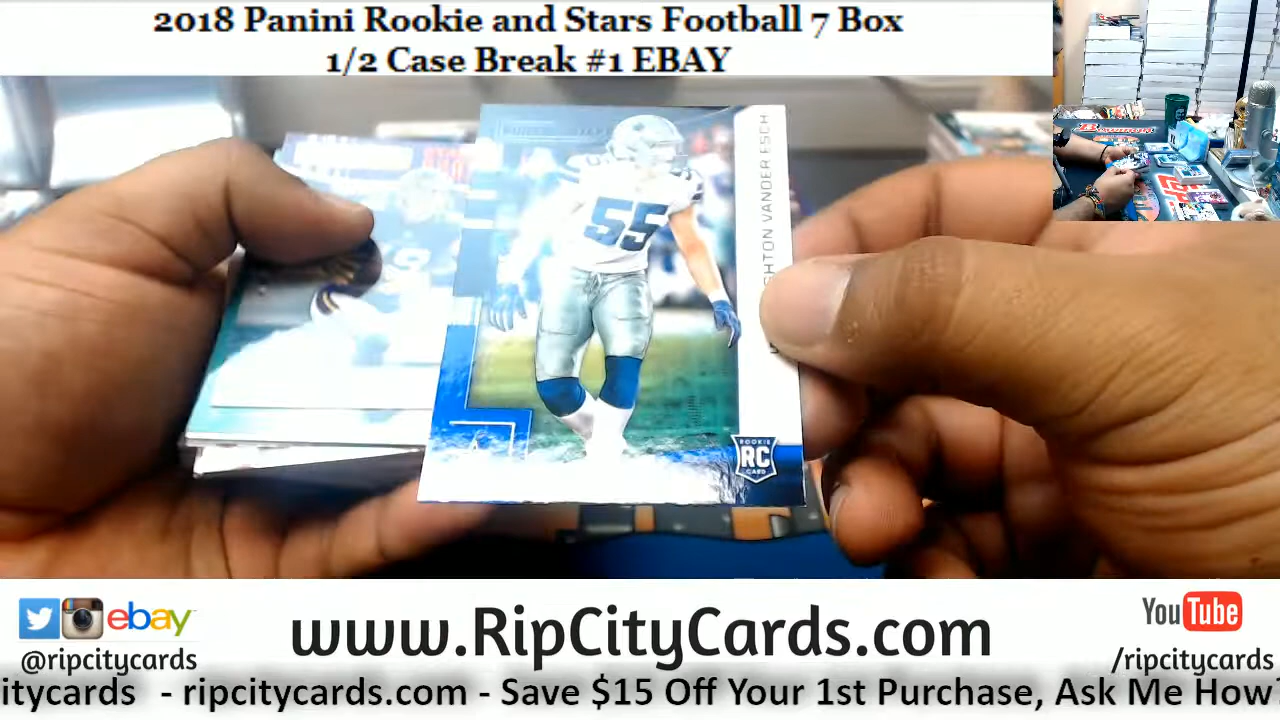 2018 Panini Rookie and Stars Football 7 Box
1/2 Case Break #1 EBAY
55
HTON VANDER ESCH
ROOKIE
RC
CARD
ebay
@ripcitycards
www.RipCityCards.com
YouTube
/ripcitycards
itycards - ripcitycards.com - Save $15 Off Your 1st Purchase, Ask Me How?